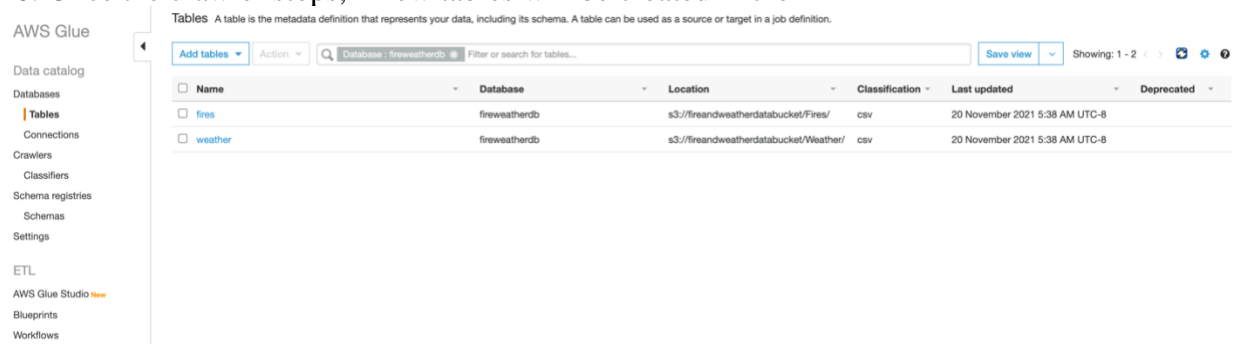 AWS Glue
Data catalog
Databases
Tables
Connections
Crawlers
Classifiers
Schema registries
Schemas
Settings
ETL
AWS Glue Studio New
Blueprints
Workflows
Tables A table is the metadata definition that represents your data, including its schema. A table can be used as a source or target in a job definition.
Add tables Action Database : fireweatherdb Filter or search for tables... Save view Showing: 1 - 2
Name Database Location Classification Last updated Deprecated
fires fireweatherdb s3://fireandweatherdatabucket/Fires/ csv 20 November 2021 5:38 AM UTC-8
weather fireweatherdb s3://fireandweatherdatabucket/Weather/ csv 20 November 2021 5:38 AM UTC-8